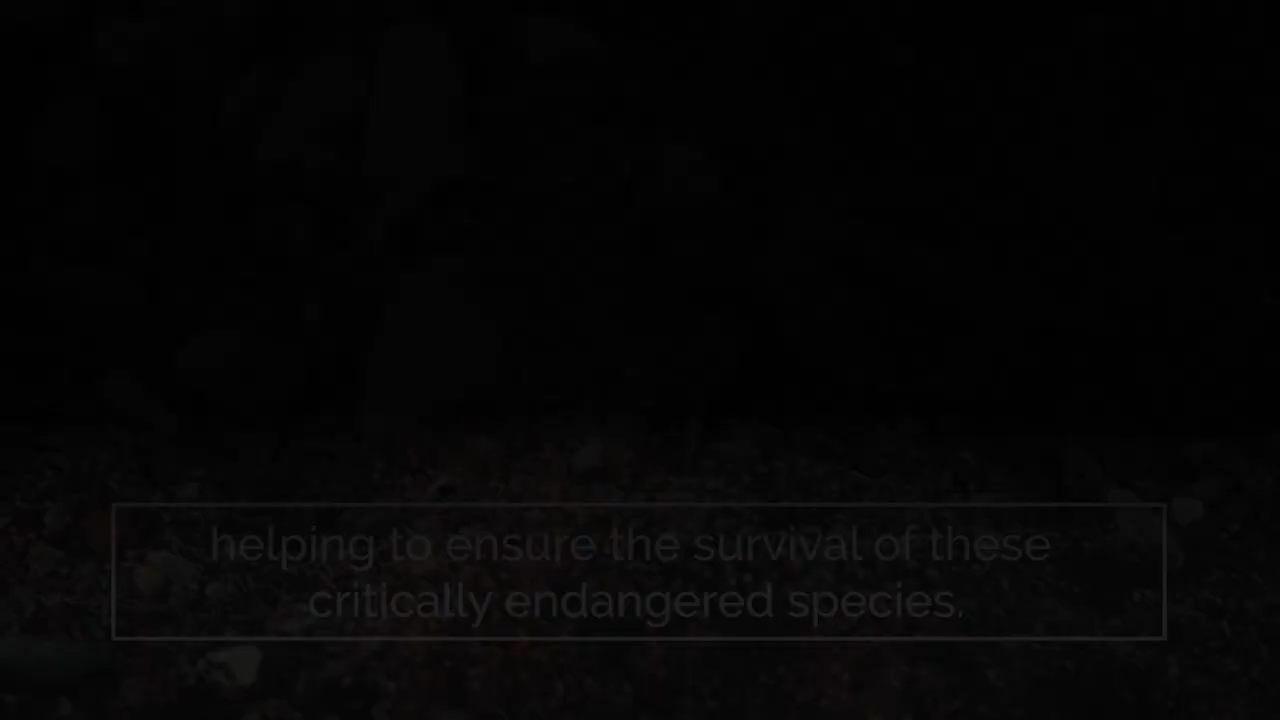 helping to ensure the survival of these
critically endangered species.